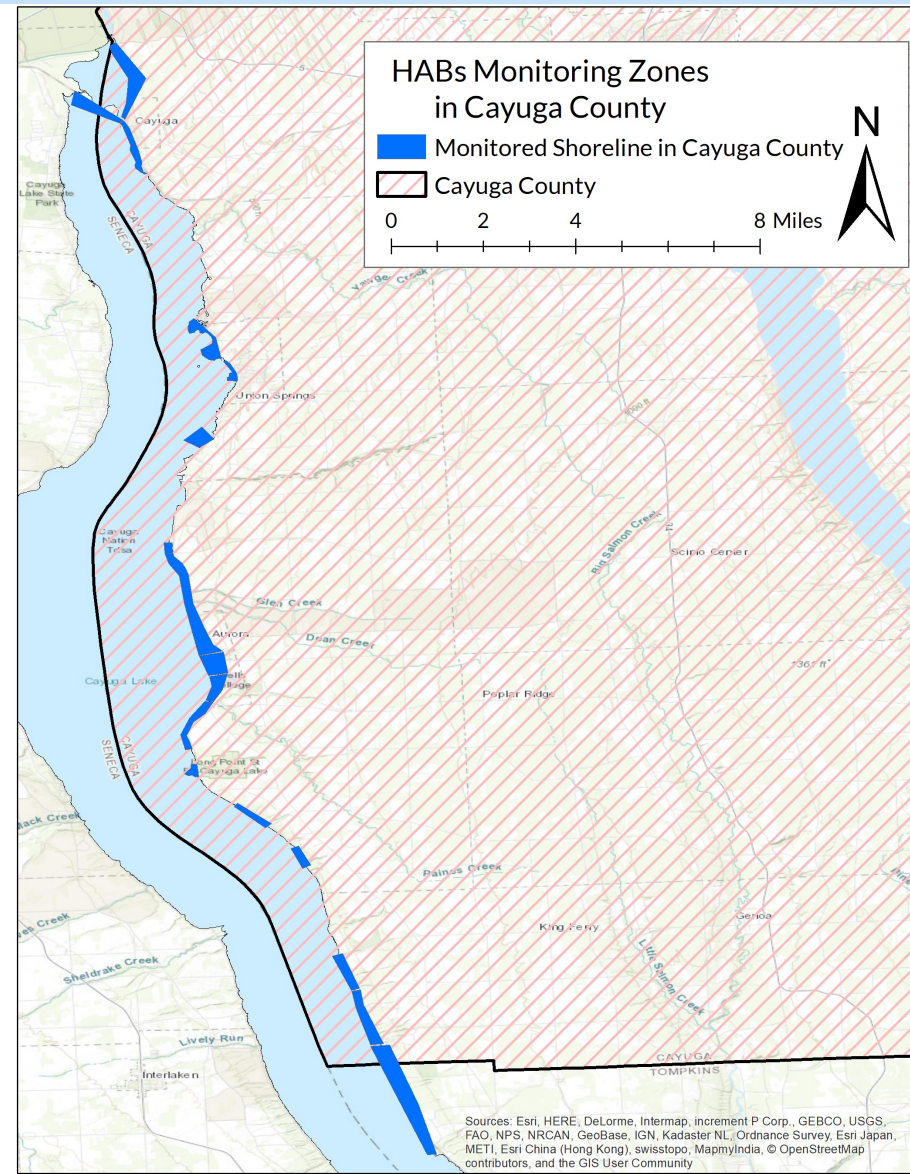 HABs Monitoring Zones
in Cayuga County
N
Monitored Shoreline in Cayuga County
Cayuga County
0 2 4 8 Miles
5
Cayuga
Cayuga
Lake State
Park
CAYUGA
SENECA
Creek
Union Springs
Cayuga
Nation
Salmon Creek
34
Scipio Center
Glen Creek
Aurora
Dean Creek
Cayuga Lake
Poplar Ridge
CAYUGA
SENECA
Long Point St
Cayuga Lake
Mack Creek
Paines Creek
Genoa
King Ferry
Creek
Sheldrake Creek
Little Salmon Creek
Lively Run
Interlaken
CAYUGA
TOMPKINS
Sources: Esri, HERE, DeLorme, Intermap, increment P Corp., GEBCO, USGS,
FAO, NPS, NRCAN, GeoBase, IGN, Kadaster NL, Ordnance Survey, Esri Japan,
METI, Esri China (Hong Kong), swisstopo, MapmyIndia, © OpenStreetMap
contributors, and the GIS User Community